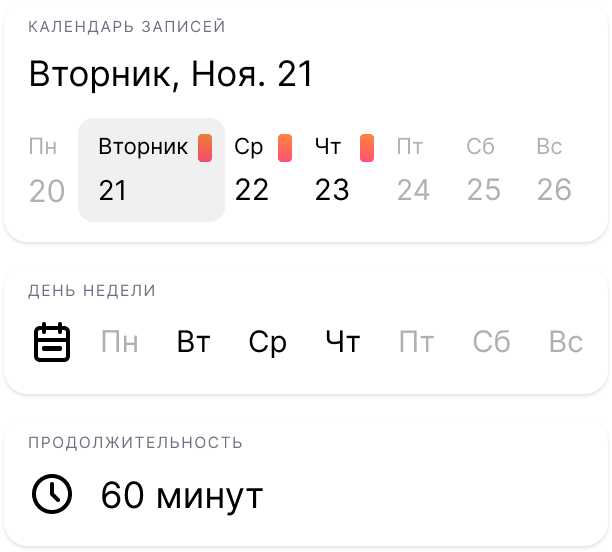 КАЛЕНДАРЬ ЗАПИСЕЙ
Вторник, Ноя. 21
Пн Вторник Ср Чт Пт Сб Вс
20 21 22 23 24 25 26
ДЕНЬ НЕДЕЛИ
Пн Вт Ср Чт Пт Сб Вс
ПРОДОЛЖИТЕЛЬНОСТЬ
60 минут